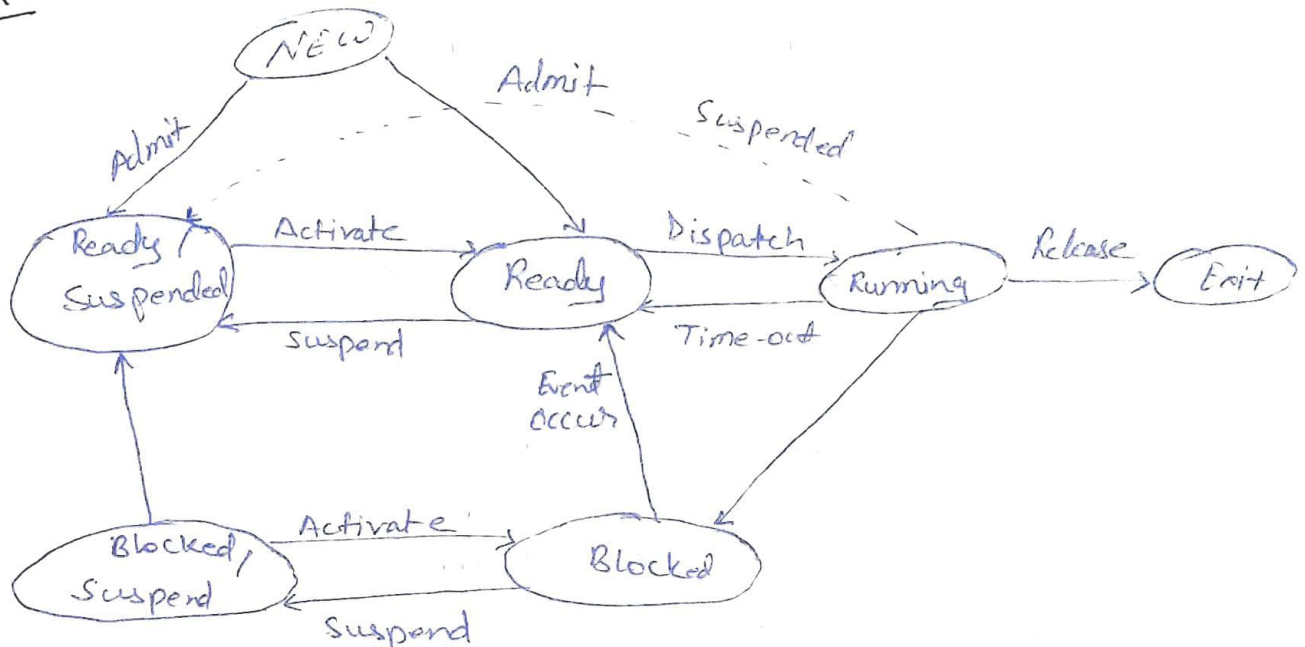 NEW
Admit
Suspended
Admit
Ready /
Suspended
Activate
Ready
Dispatch
Running
Release
Exit
Suspend
Time-out
Event
occurs
Blocked,
Suspend
Activate
Blocked
Suspend